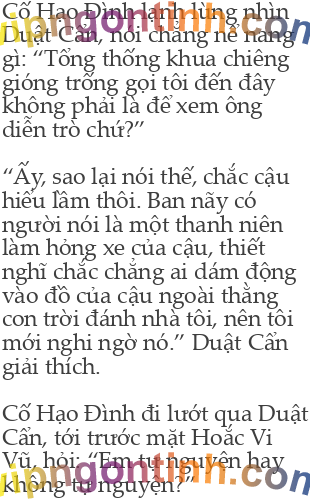 Cố Hạo Đình lạnh lùng nhìn
Duật Cẩn, nói chẳng nể nang
gì: “Tổng thống khua chiêng
gióng trống gọi tôi đến đây
không phải là để xem ông
diễn trò chứ?”
“Ấy, sao lại nói thế, chắc cậu
hiểu lầm thôi. Ban nãy có
người nói là một thanh niên
làm hỏng xe của cậu, thiết
nghĩ chắc chẳng ai dám động
vào đồ của cậu ngoài thằng
con trời đánh nhà tôi, nên tôi
mới nghi ngờ nó.” Duật Cẩn
giải thích.
Cố Hạo Đình đi lướt qua Duật
Cẩn, tới trước mặt Hoắc Vi
Vũ, hỏi: “Em tự nguyện hay
không tự nguyện?”
vipngontinh.com
vipngontinh.com